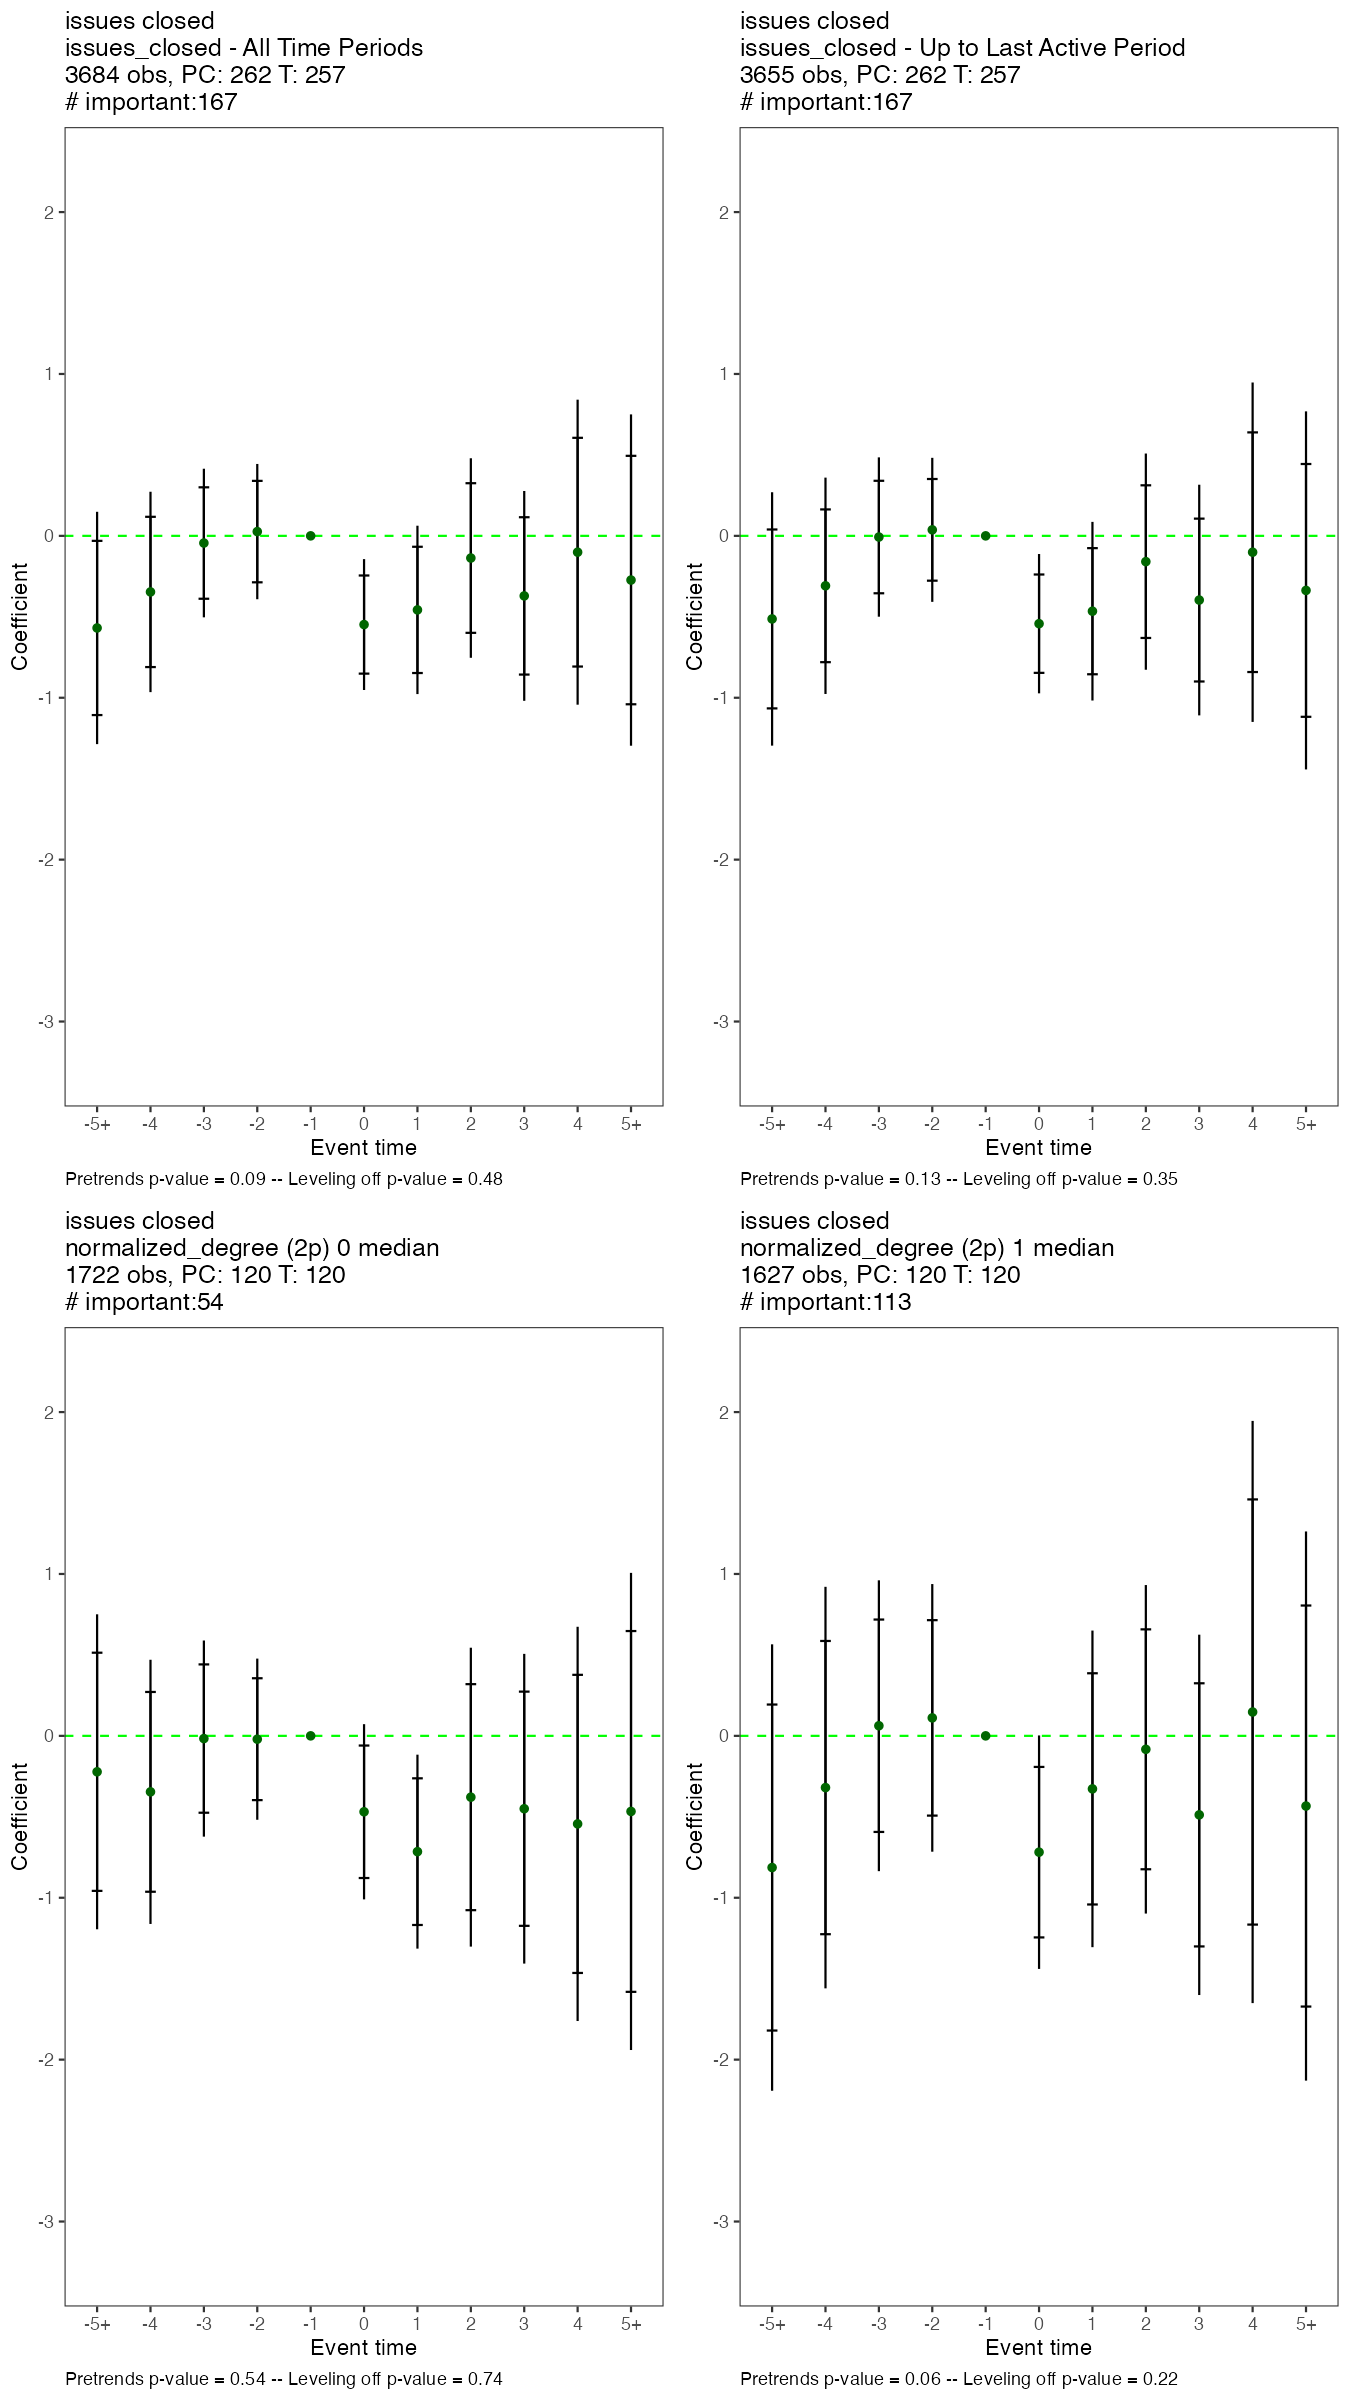 issues closed
issues_closed - All Time Periods
3684 obs, PC: 262 T: 257
# important:167
2
1
0
-1
-2
-3
Coefficient
-5+ -4 -3 -2 -1 0 1 2 3 4 5+
Event time
Pretrends p-value = 0.09 -- Leveling off p-value = 0.48
issues closed
issues_closed - Up to Last Active Period
3655 obs, PC: 262 T: 257
# important:167
2
1
0
-1
-2
-3
Coefficient
-5+ -4 -3 -2 -1 0 1 2 3 4 5+
Event time
Pretrends p-value = 0.13 -- Leveling off p-value = 0.35
issues closed
normalized_degree (2p) 0 median
1722 obs, PC: 120 T: 120
# important:54
2
1
0
-1
-2
-3
Coefficient
-5+ -4 -3 -2 -1 0 1 2 3 4 5+
Event time
Pretrends p-value = 0.54 -- Leveling off p-value = 0.74
issues closed
normalized_degree (2p) 1 median
1627 obs, PC: 120 T: 120
# important:113
2
1
0
-1
-2
-3
Coefficient
-5+ -4 -3 -2 -1 0 1 2 3 4 5+
Event time
Pretrends p-value = 0.06 -- Leveling off p-value = 0.22